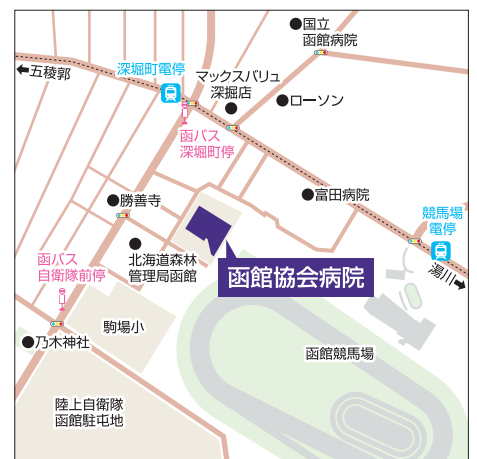 国立
函館病院
五稜郭
深堀町電停
マックスバリュ
深掘店
ローソン
函バス
深堀町停
富田病院
勝善寺
競馬場
電停
湯川
函バス
自衛隊前停
北海道森林
管理局函館
函館協会病院
駒場小
乃木神社
函館競馬場
陸上自衛隊
函館駐屯地